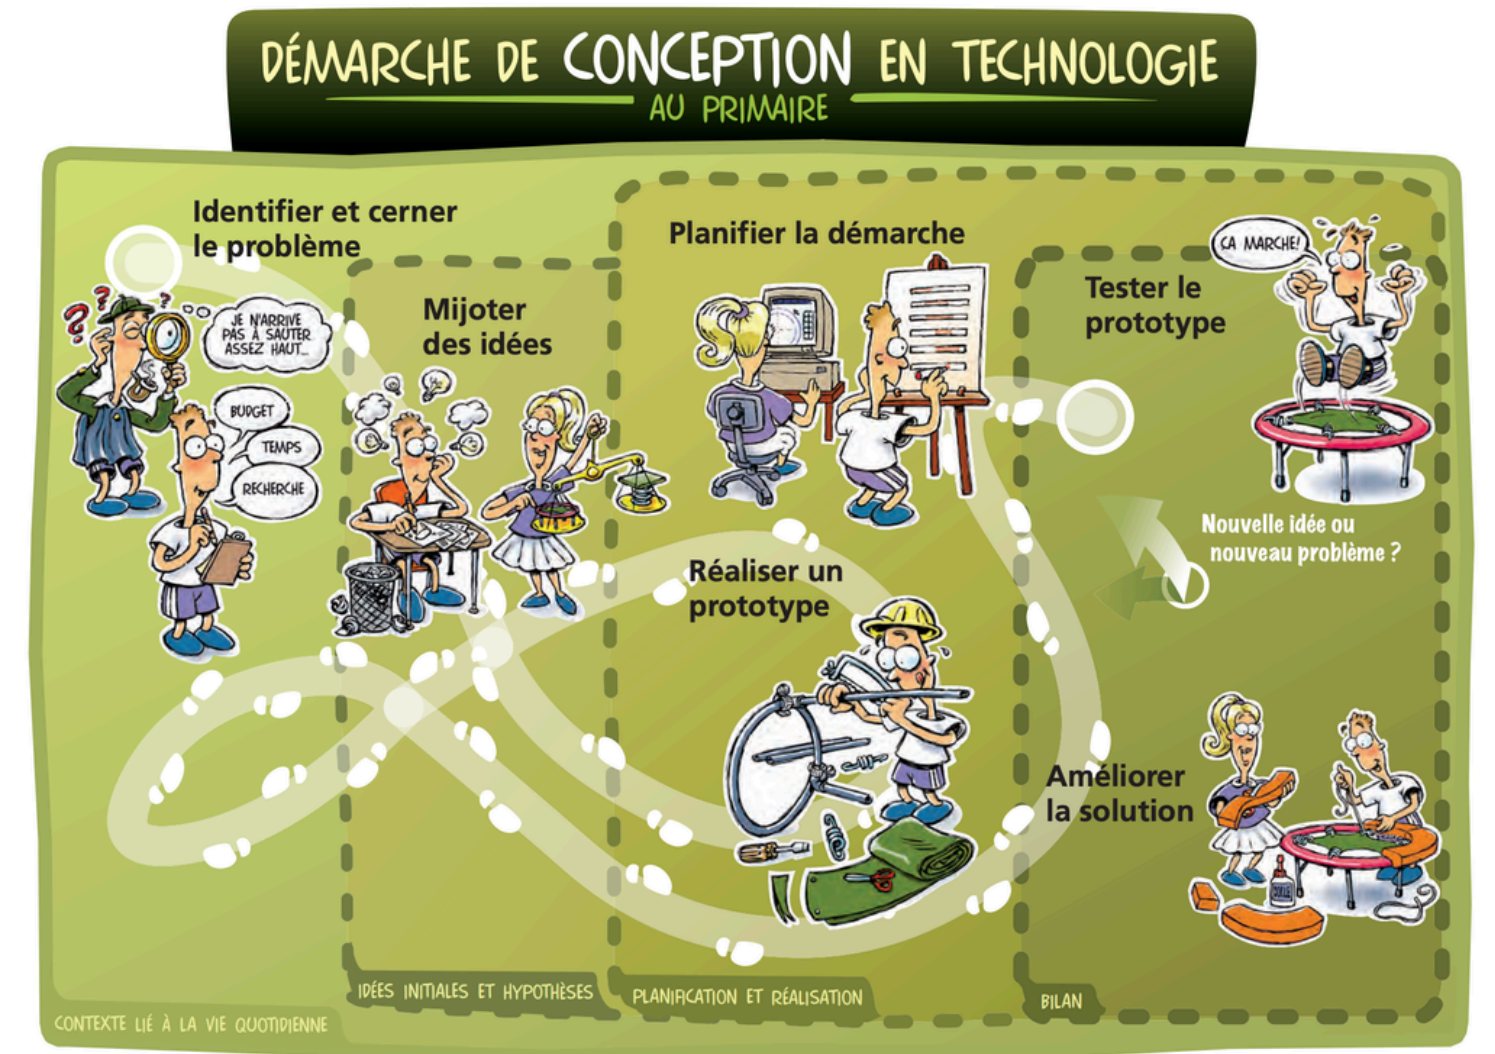 DÉMARCHE DE CONCEPTION EN TECHNOLOGIE
AU PRIMAIRE
Identifier et cerner
le problème
?
?
?
JE N'ARRIVE
PAS À SAUTER
ASSEZ HAUT...
BUDGET
TEMPS
RECHERCHE
Mijoter
des idées
Planifier la démarche
Réaliser un
prototype
Tester le
prototype
ÇA MARCHE!
Nouvelle idée ou
nouveau problème ?
Améliorer
la solution
COLLE
CONTEXTE LIÉ À LA VIE QUOTIDIENNE
IDÉES INITIALES ET HYPOTHÈSES
PLANIFICATION ET RÉALISATION
BILAN